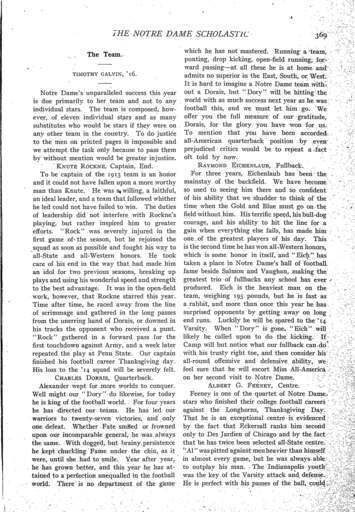 THE NOTRE DAME SCHOLASTIC 369
The Team.
TIMOTHY GALVIN, '16.
Notre Dame's unparalleled success this year
is due primarily to her team and not to any
individual stars. The team is composed, how-
ever, of eleven individual stars and as many
substitutes who would be stars if they were on
any other team in the country. To do justice
to the men on printed pages is impossible and
we attempt the task only because to pass them
by without mention would be greater injustice.
KNUTE ROCKNE, Captain, End.
To be captain of the 1913 team is an honor
and it could not have fallen upon a more worthy
man than Knute. He was a willing, a faithful,
an ideal leader, and a team that followed whither
he led could not have failed to win. The duties
of leadership did not interfere with Rockne's
playing, but rather inspired him to greater
efforts. "Rock" was severely injured in the
first game of the season, but he rejoined the
squad as soon as possible and fought his way to
all-State and all-Western honors. He took
care of his end in the way that had made him
an idol for two previous seasons, breaking up
plays and using his wonderful speed and strength
to the best advantage. It was in the open-field
work, however, that Rockne starred this year.
Time after time, he raced away from the line
of scrimmage and gathered in the long passes
from the unerring hand of Dorais, or downed in
his tracks the opponent who received a punt.
"Rock" gathered in a forward pass for the
first touchdown against Army, and a week later
repeated the play at Penn State. Our captain
finished his football career Thanksgiving day.
His loss to the '14 squad will be severely felt.
CHARLES DORAIS, Quarterback.
Alexander wept for more worlds to conquer.
Well might our "Dory" do likewise, for today
he is king of the football world. For four years
he has directed our teams. He has led our
warriors to twenty-seven victories, and only
one defeat. Whether Fate smiled or frowned
upon our incomparable general, he was always
the same. With dogged, but brainy persistence
he kept chuckling Fame under the chin, as it
were, until she had to smile. Year after year,
he has grown better, and this year he has at-
tained to a perfection unequalled in the football
world. There is no department of the game
which he has not mastered. Running a team,
punting, drop kicking, open-field running, for-
ward passing—at all these he is at home and
admits no superior in the East, South, or West.
It is hard to imagine a Notre Dame team with-
out a Dorais, but "Dory" will be hitting the
world with as much success next year as he was
football this, and we must let him go. We
offer you the full measure of our gratitude,
Dorais, for the glory you have won for us.
To mention that you have been accorded
all-American quarterback position by even
prejudiced critics would be to repeat a fact
oft told by now.
RAYMOND EICHENLAUB, Fullback.
For three years, Eichenlaub has been the
mainstay of the backfield. We have become
so used to seeing him there and so confident
of his ability that we shudder to think of the
time when the Gold and Blue must go on the
field without him. His terrific speed, his bull-dog
courage, and his ability to hit the line for a
gain when everything else fails, has made him
one of the greatest players of his day. This
is the second time he has won all-Western honors,
which is some honor in itself, and "Eich" has
taken a place in Notre Dame's hall of football
fame beside Salmon and Vaughan, making the
greatest trio of fullbacks any school has ever
produced. Eich is the heaviest man on the
team, weighing 193 pounds, but he is fast as
a rabbit, and more than once this year he has
surprised opponents by getting away on long
end runs. Luckily he will be spared to the '14
Varsity. When "Dory" is gone, "Eich" will
likely be called upon to do the kicking. If
Camp will but notice what our fullback can do
with his trusty right toe, and then consider his
all-round offensive and defensive ability, we
feel sure that he will escort Miss All-America
on her second visit to Notre Dame.
ALBERT G. FEENEY, Centre.
Feeney is one of the quartet of Notre Dame
stars who finished their college football careers
against the Longhorns, Thanksgiving Day.
That he is an exceptional centre is evidenced
by the fact that Eckersall ranks him second
only to Des Jardien of Chicago and by the fact
that he has twice been selected all-State centre.
"Al" was pitted against men heavier than himself
in almost every game, but he was always able
to outplay his man. The Indianapolis youth
was the key of the Varsity attack and defense.
He is perfect with his passes of the ball, could